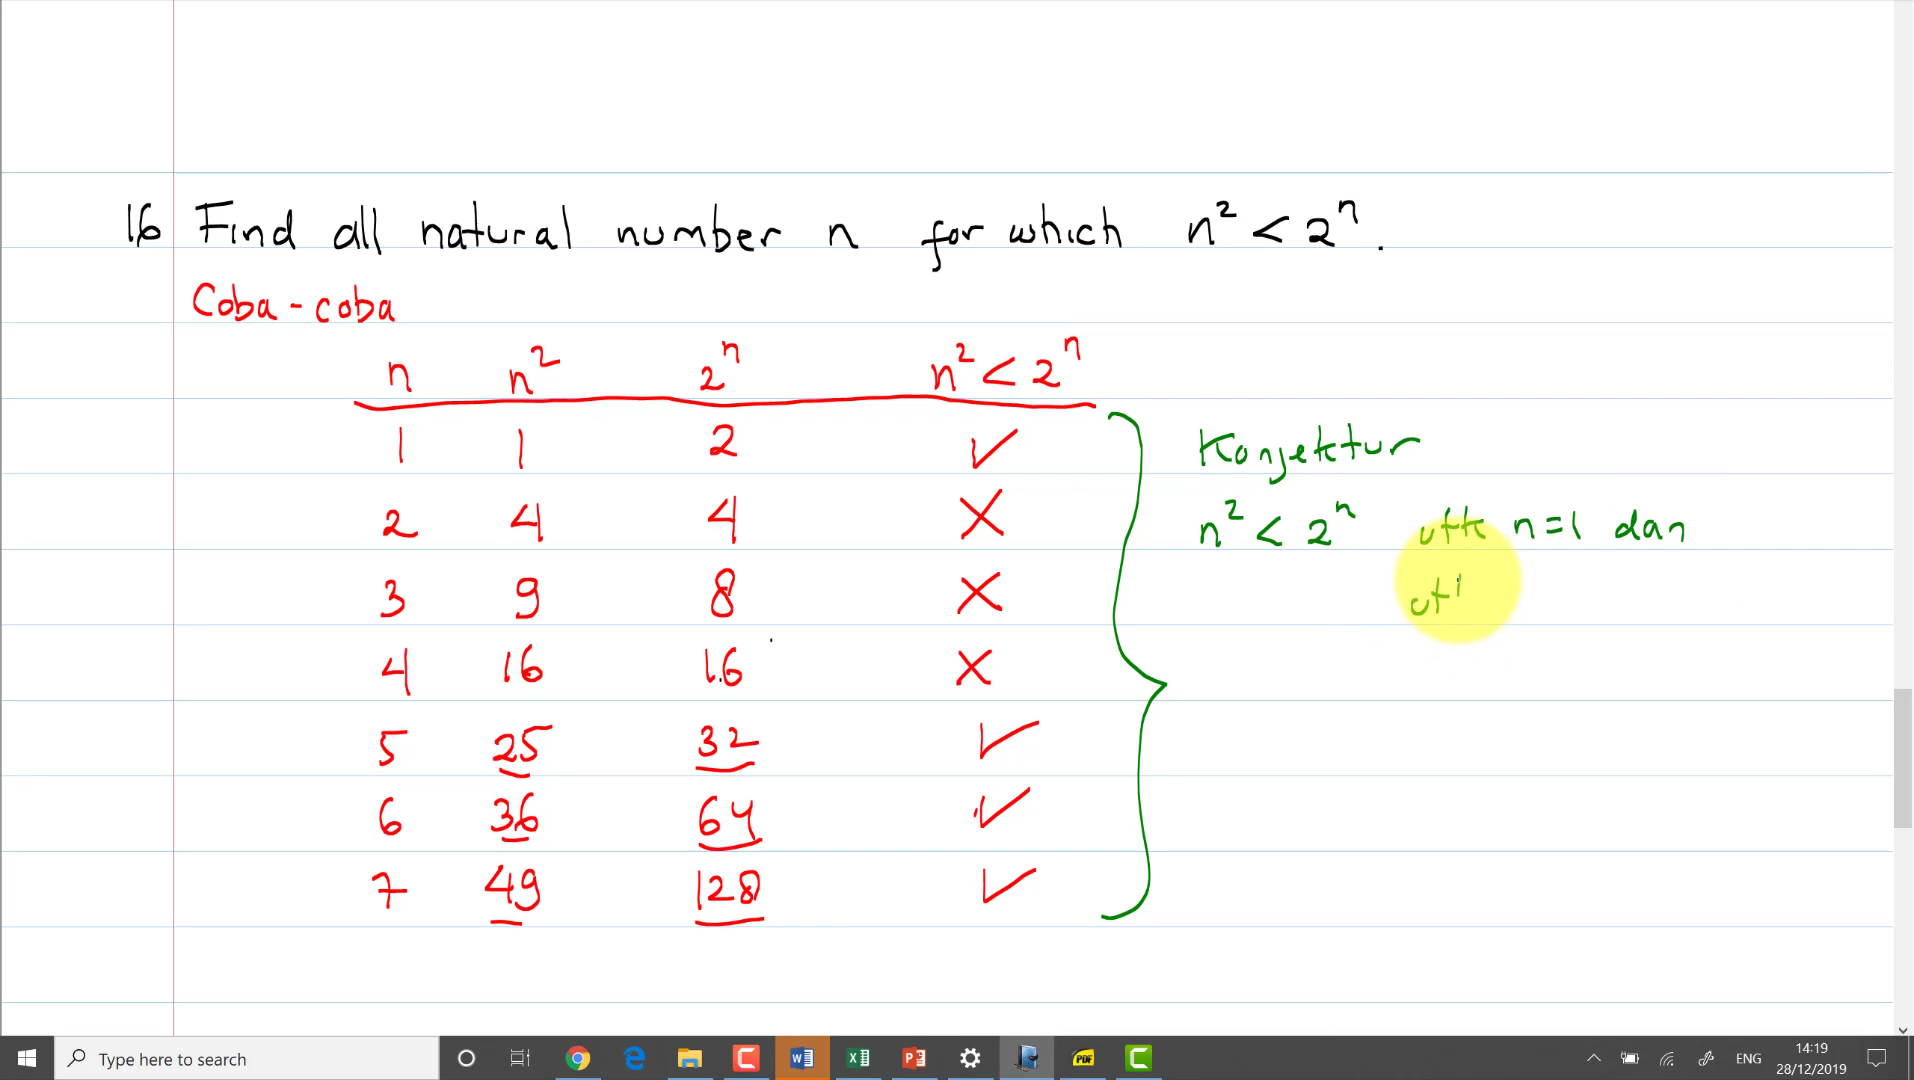 16 Find all natural number n for which n² < 2ⁿ.
Coba-coba
n n² 2ⁿ n² < 2ⁿ
1 1 2 ✓
2 4 4 X
3 9 8 X
4 16 16 X
5 25 32 ✓
6 36 64 ✓
7 49 128 ✓
Konjektur
n² < 2ⁿ utk n=1 dan
Type here to search
ENG
14:19
28/12/2019